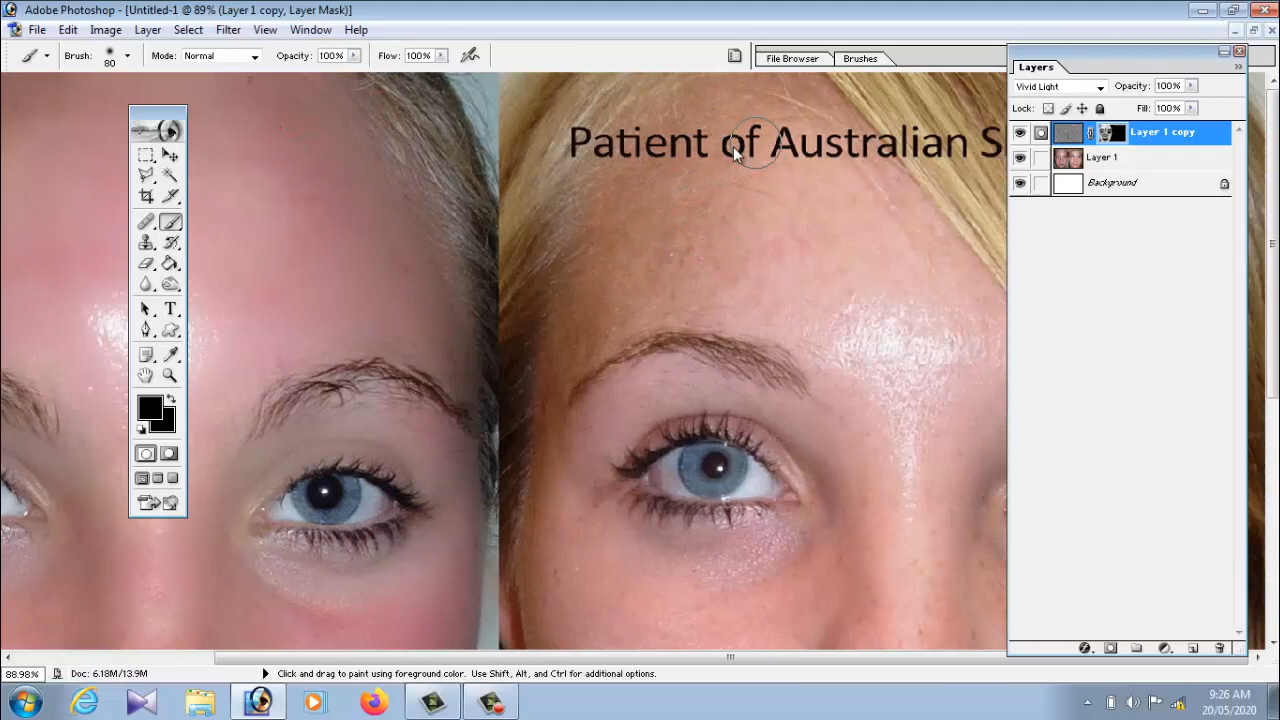 Adobe Photoshop - [Untitled-1 @ 89% (Layer 1 copy, Layer Mask)]
File Edit Image Layer Select Filter View Window Help
Brush: 80 Mode: Normal Opacity: 100% Flow: 100% File Browser Brushes
Patient of Australian S
Layers
Vivid Light Opacity: 100%
Lock: Fill: 100%
Layer 1 copy
Layer 1
Background
88.98% Doc: 6.18M/13.9M Click and drag to paint using foreground color. Use Shift, Alt, and Ctrl for additional options.
9:26 AM
20/05/2020